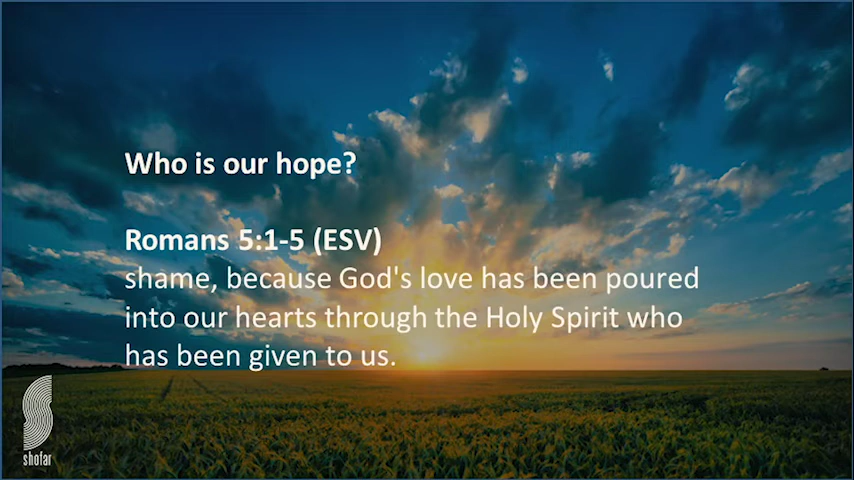 Who is our hope?
Romans 5:1-5 (ESV)
shame, because God's love has been poured
into our hearts through the Holy Spirit who
has been given to us.
shofar